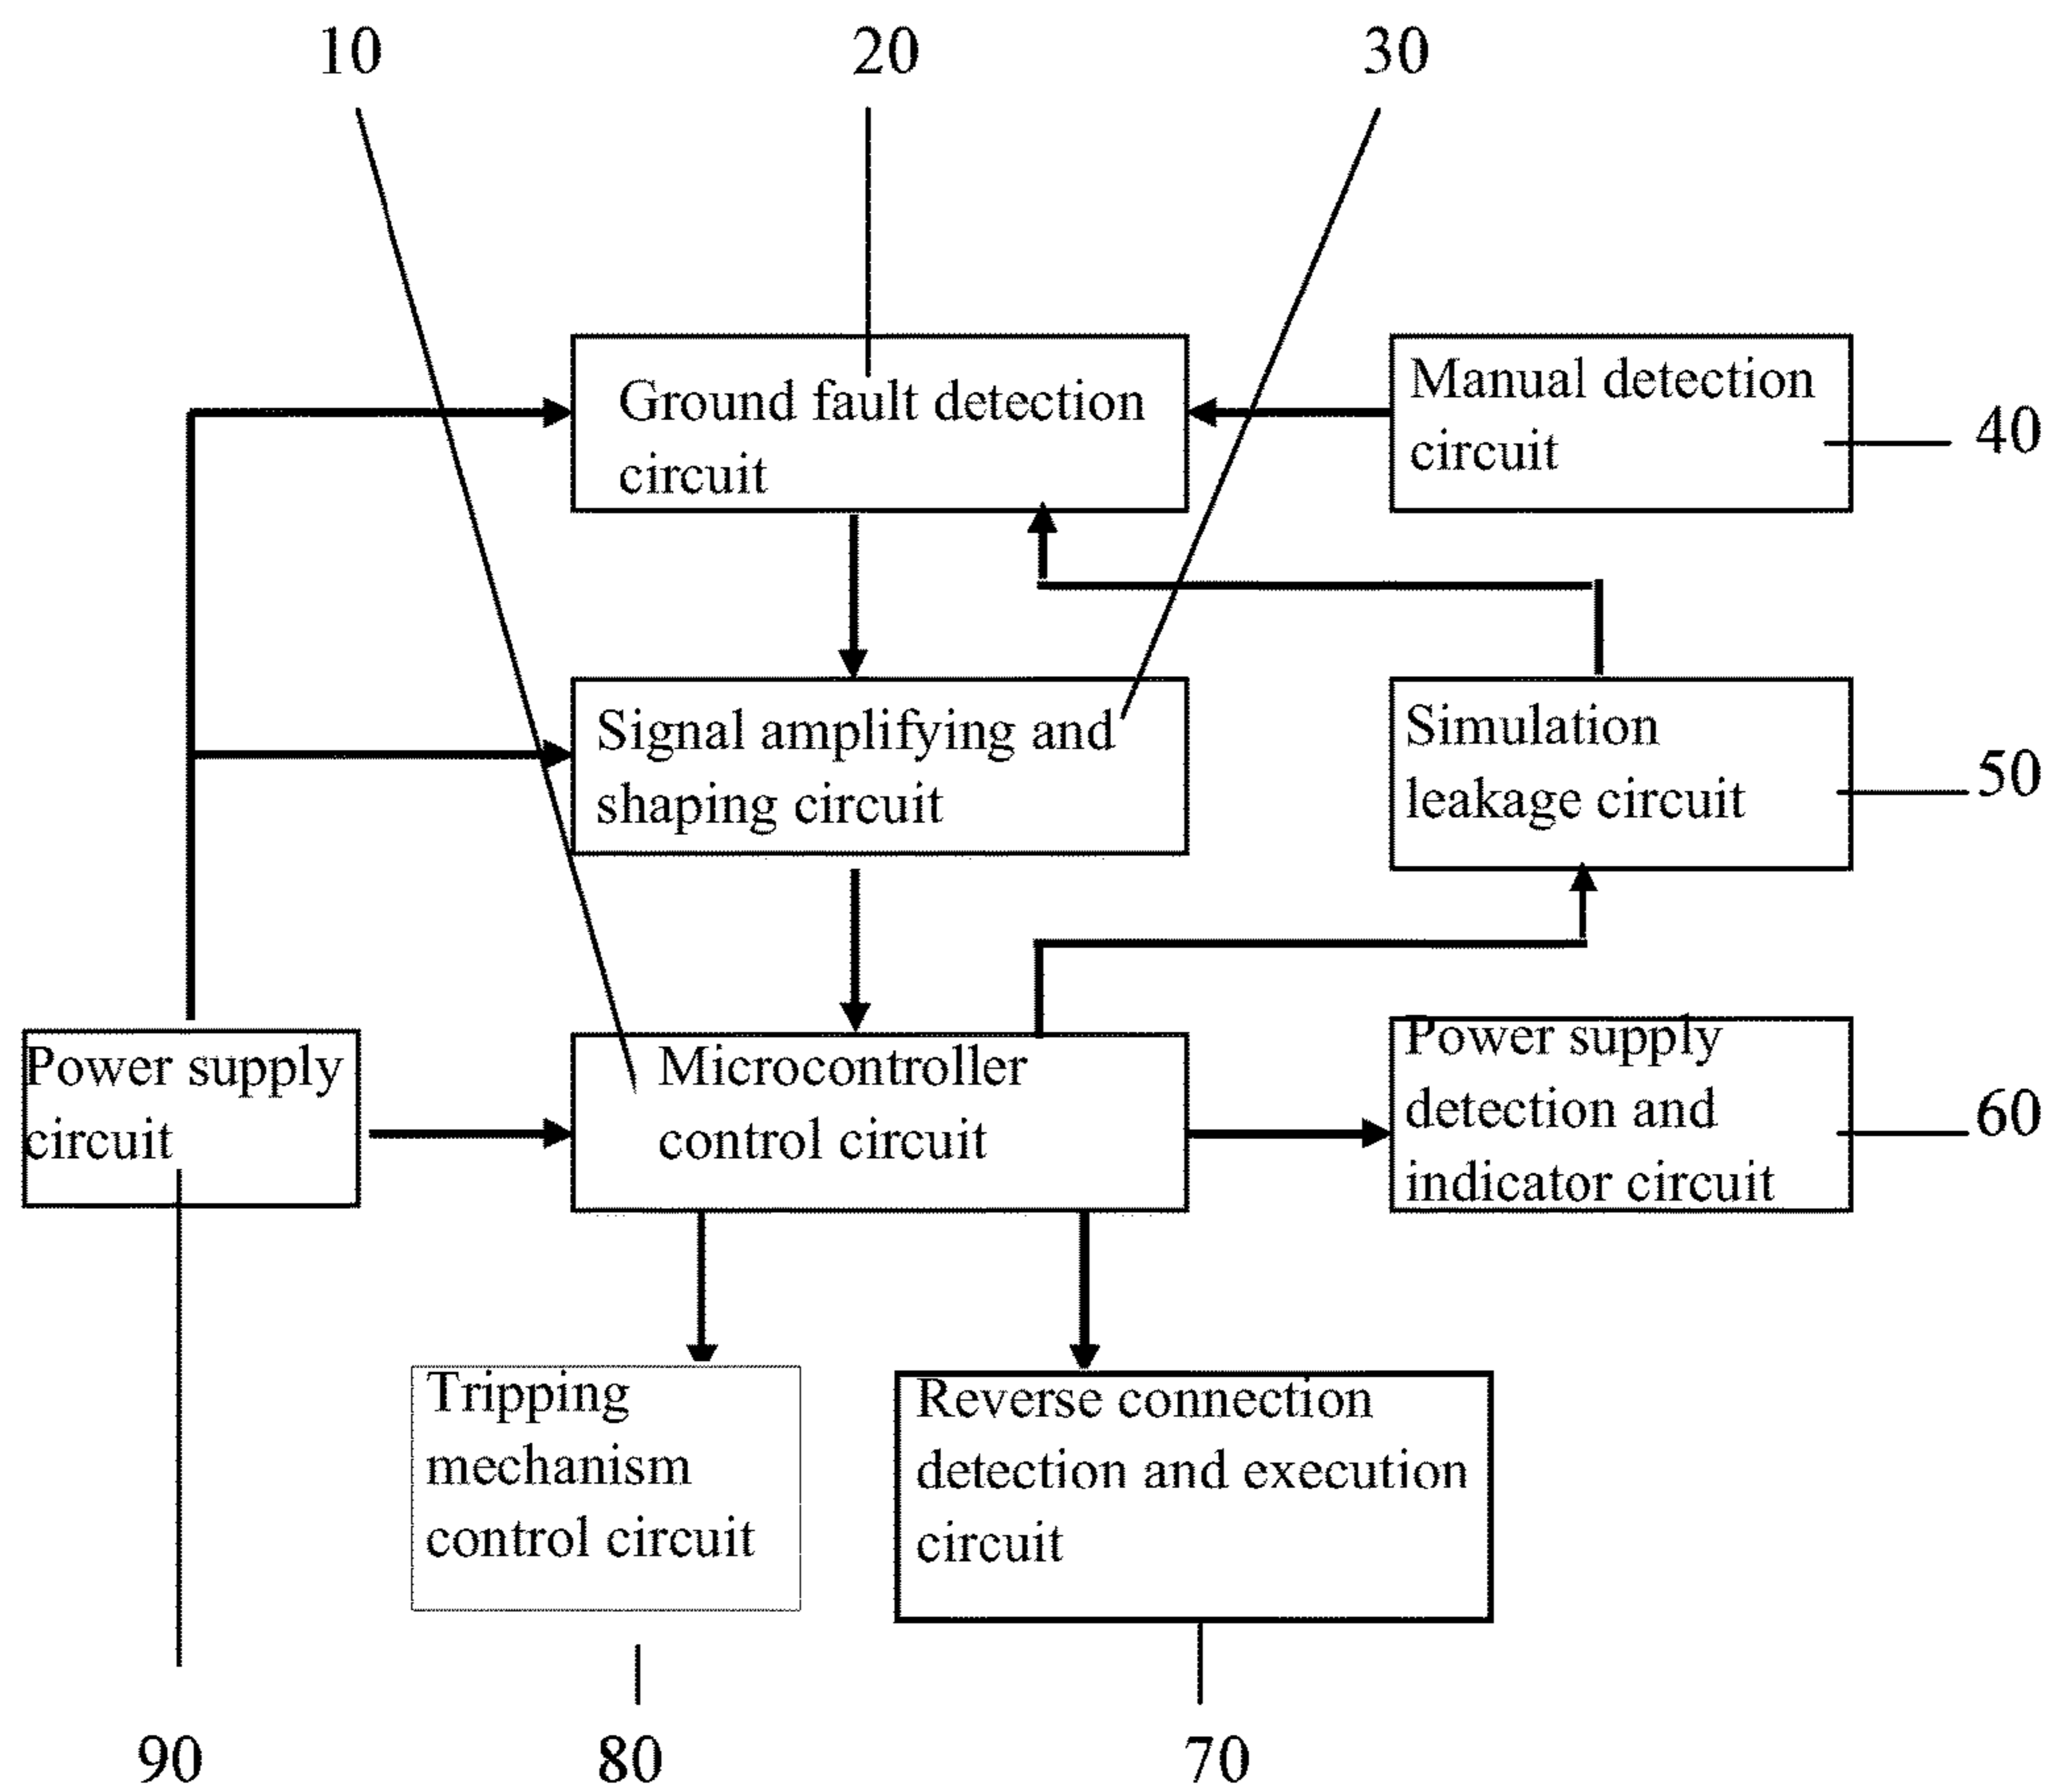 10
20
30
Ground fault detection
circuit
Manual detection
circuit
40
Signal amplifying and
shaping circuit
Simulation
leakage circuit
50
Power supply
circuit
Microcontroller
control circuit
Power supply
detection and
indicator circuit
60
Tripping
mechanism
control circuit
Reverse connection
detection and execution
circuit
90
80
70